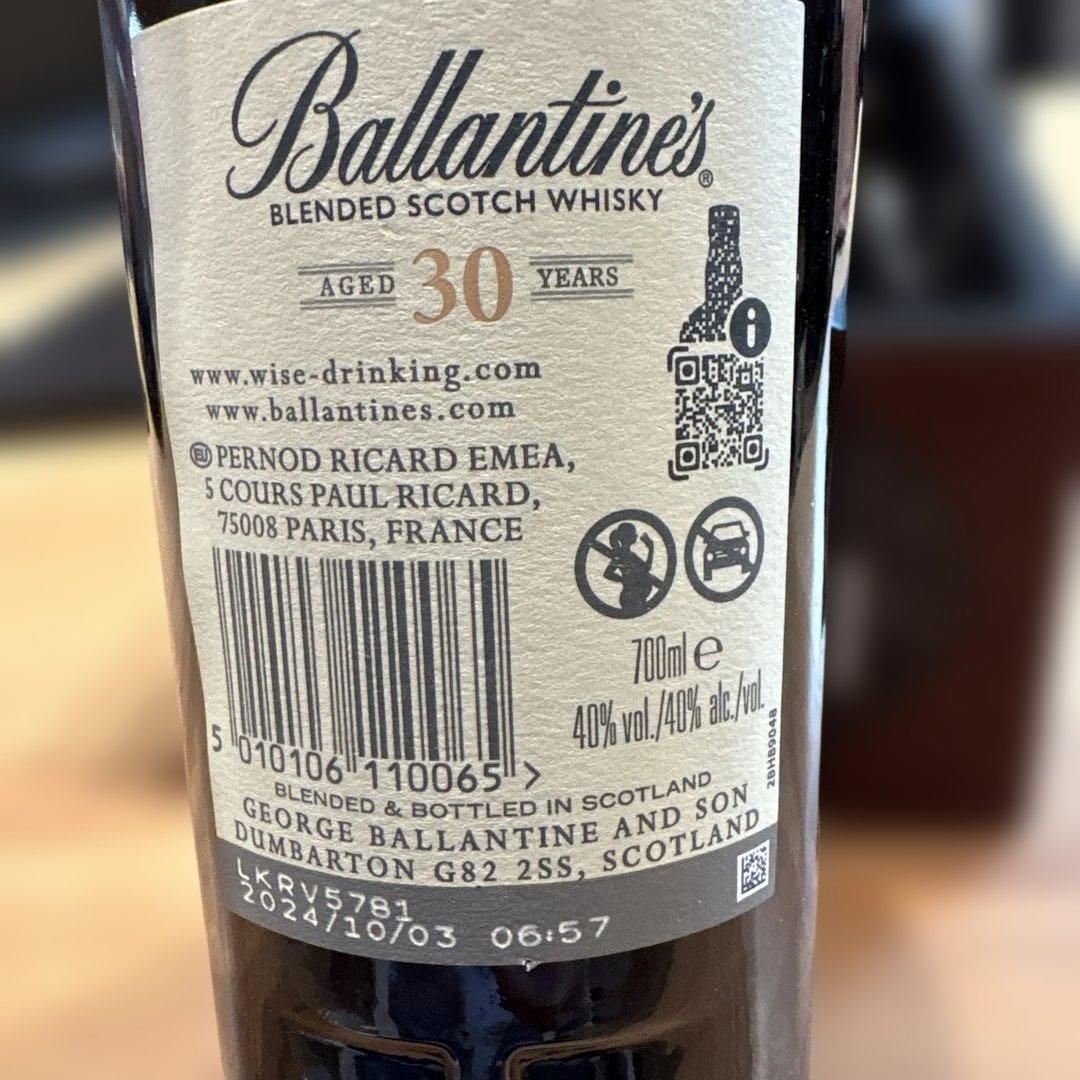 Ballantine's®
BLENDED SCOTCH WHISKY
AGED 30 YEARS
www.wise-drinking.com
www.ballantines.com
EU PERNOD RICARD EMEA,
5 COURS PAUL RICARD,
75008 PARIS, FRANCE
700ml e
40% vol./40% alc./vol.
2BHB9048
5 010106 110065 >
BLENDED & BOTTLED IN SCOTLAND
GEORGE BALLANTINE AND SON
DUMBARTON G82 2SS, SCOTLAND
LKRV5781
2024/10/03 06:57